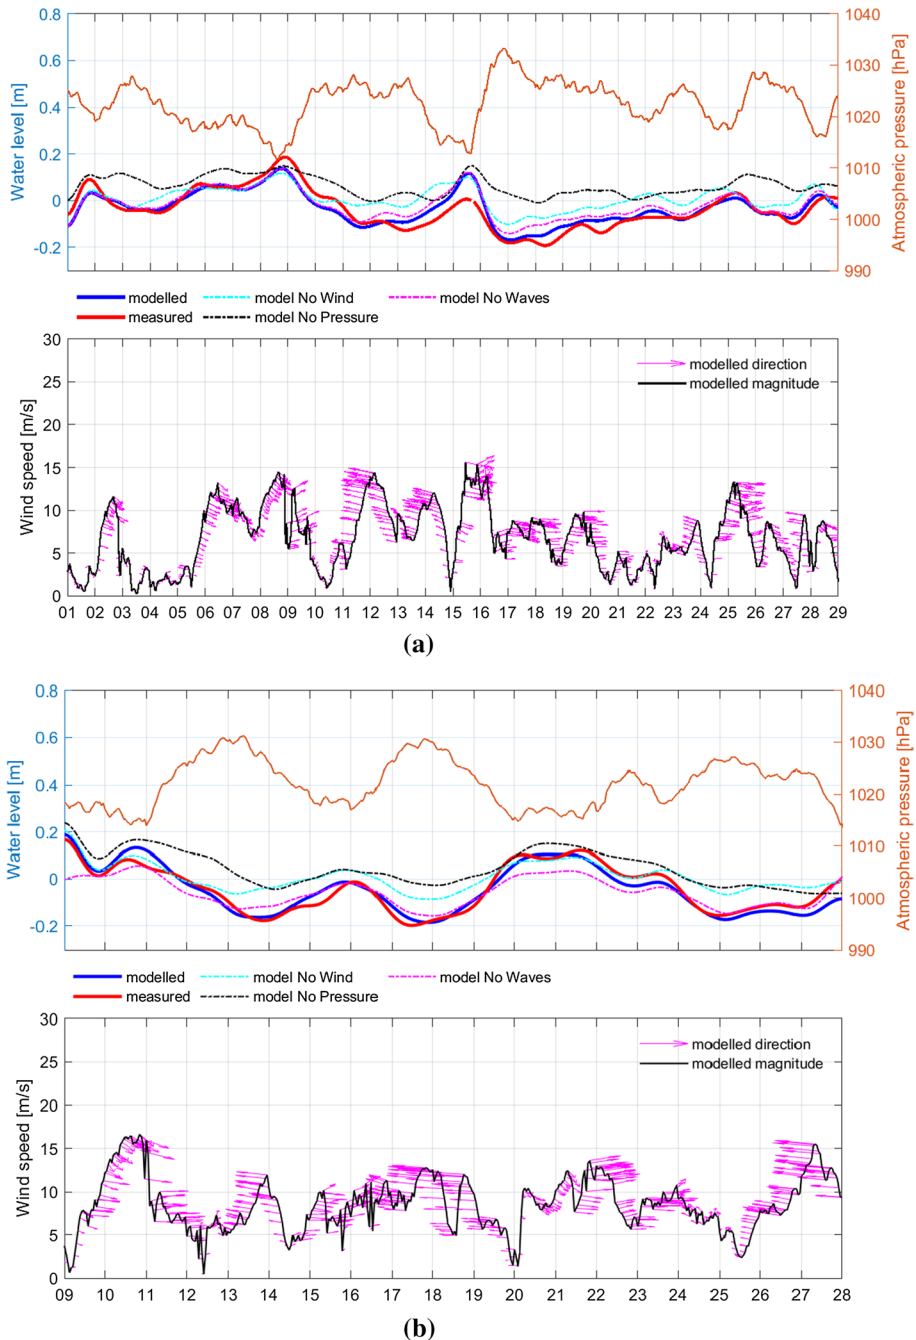 0.8
0.6
0.4
0.2
0
-0.2
Water level [m]
1040
1030
1020
1010
1000
990
Atmospheric pressure [hPa]
modelled model No Wind model No Waves
measured model No Pressure
30
25
20
15
10
5
0
Wind speed [m/s]
modelled direction
modelled magnitude
01 02 03 04 05 06 07 08 09 10 11 12 13 14 15 16 17 18 19 20 21 22 23 24 25 26 27 28 29
(a)
0.8
0.6
0.4
0.2
0
-0.2
Water level [m]
1040
1030
1020
1010
1000
990
Atmospheric pressure [hPa]
modelled model No Wind model No Waves
measured model No Pressure
30
25
20
15
10
5
0
Wind speed [m/s]
modelled direction
modelled magnitude
09 10 11 12 13 14 15 16 17 18 19 20 21 22 23 24 25 26 27 28
(b)